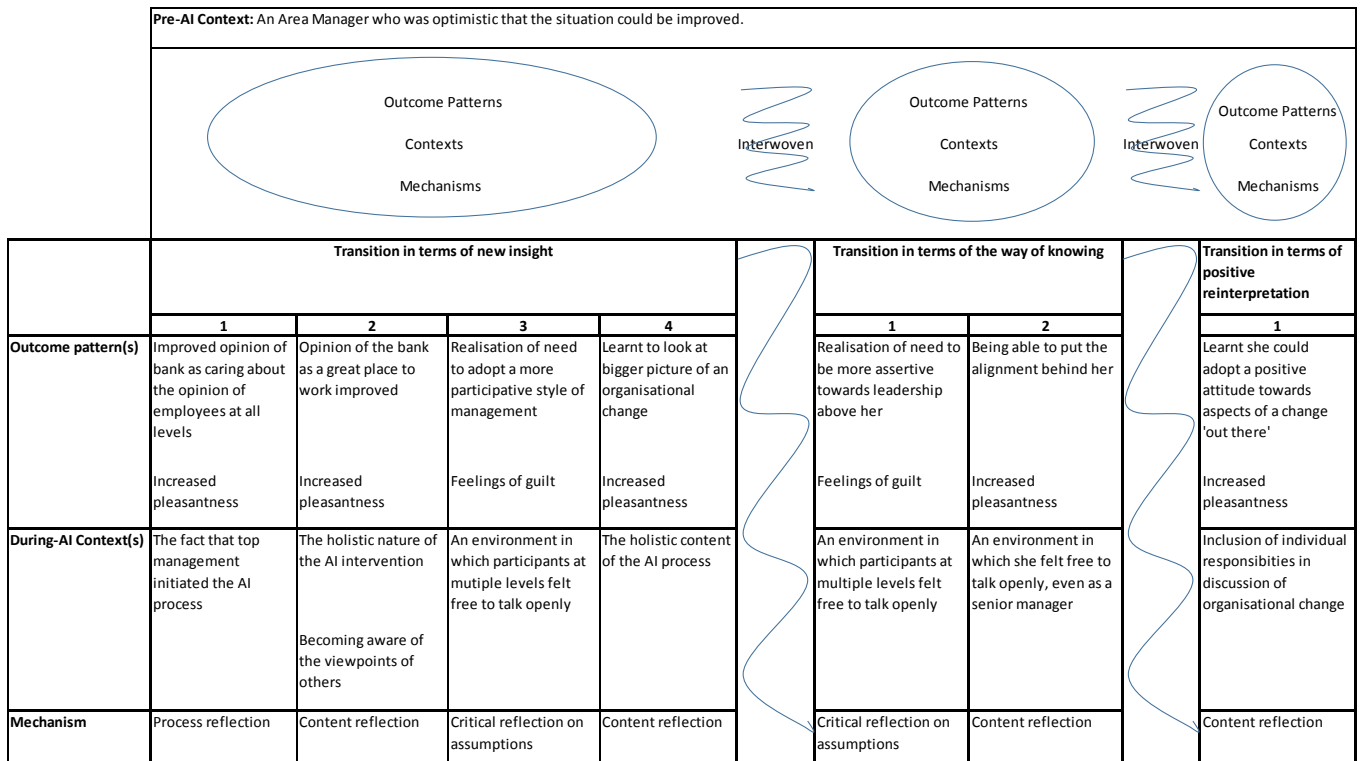 Pre-AI Context: An Area Manager who was optimistic that the situation could be improved.
Outcome Patterns
Contexts
Mechanisms
Interwoven
Outcome Patterns
Contexts
Mechanisms
Interwoven
Outcome Patterns
Contexts
Mechanisms
Transition in terms of new insight
Transition in terms of the way of knowing
Transition in terms of
positive
reinterpretation
1
2
3
4
1
2
1
Outcome pattern(s)
Improved opinion of
bank as caring about
the opinion of
employees at all
levels
Increased
pleasantness
Opinion of the bank
as a great place to
work improved
Increased
pleasantness
Realisation of need
to adopt a more
participative style of
management
Feelings of guilt
Learnt to look at
bigger picture of an
organisational
change
Increased
pleasantness
Realisation of need to
be more assertive
towards leadership
above her
Feelings of guilt
Being able to put the
alignment behind her
Increased
pleasantness
Learnt she could
adopt a positive
attitude towards
aspects of a change
'out there'
Increased
pleasantness
During-AI Context(s)
The fact that top
management
initiated the AI
process
The holistic nature of
the AI intervention
Becoming aware of
the viewpoints of
others
An environment in
which participants at
mutiple levels felt
free to talk openly
The holistic content
of the AI process
An environment in
which participants at
multiple levels felt
free to talk openly
An environment in
which she felt free to
talk openly, even as a
senior manager
Inclusion of individual
responsibities in
discussion of
organisational change
Mechanism
Process reflection
Content reflection
Critical reflection on
assumptions
Content reflection
Critical reflection on
assumptions
Content reflection
Content reflection